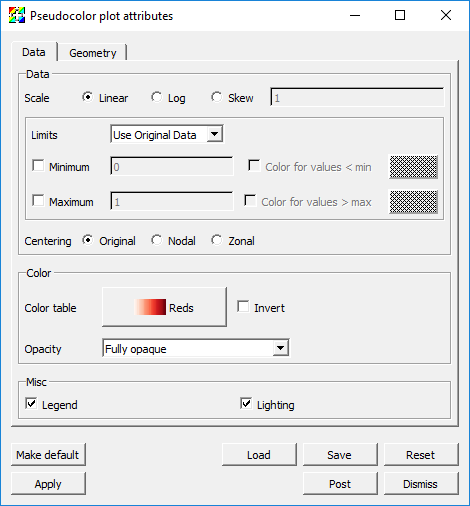 Pseudocolor plot attributes
Data Geometry
Data
Scale Linear Log Skew 1
Limits Use Original Data
Minimum 0 Color for values < min
Maximum 1 Color for values > max
Centering Original Nodal Zonal
Color
Color table Reds Invert
Opacity Fully opaque
Misc
Legend Lighting
Make default Load Save Reset
Apply Post Dismiss